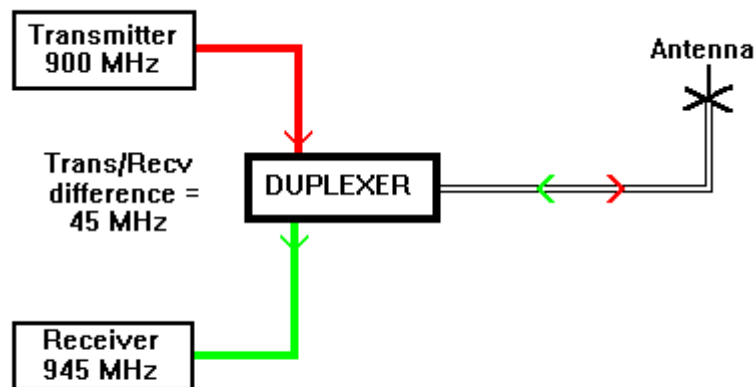 Transmitter
900 MHz
Antenna
Trans/Recv
difference =
45 MHz
DUPLEXER
Receiver
945 MHz